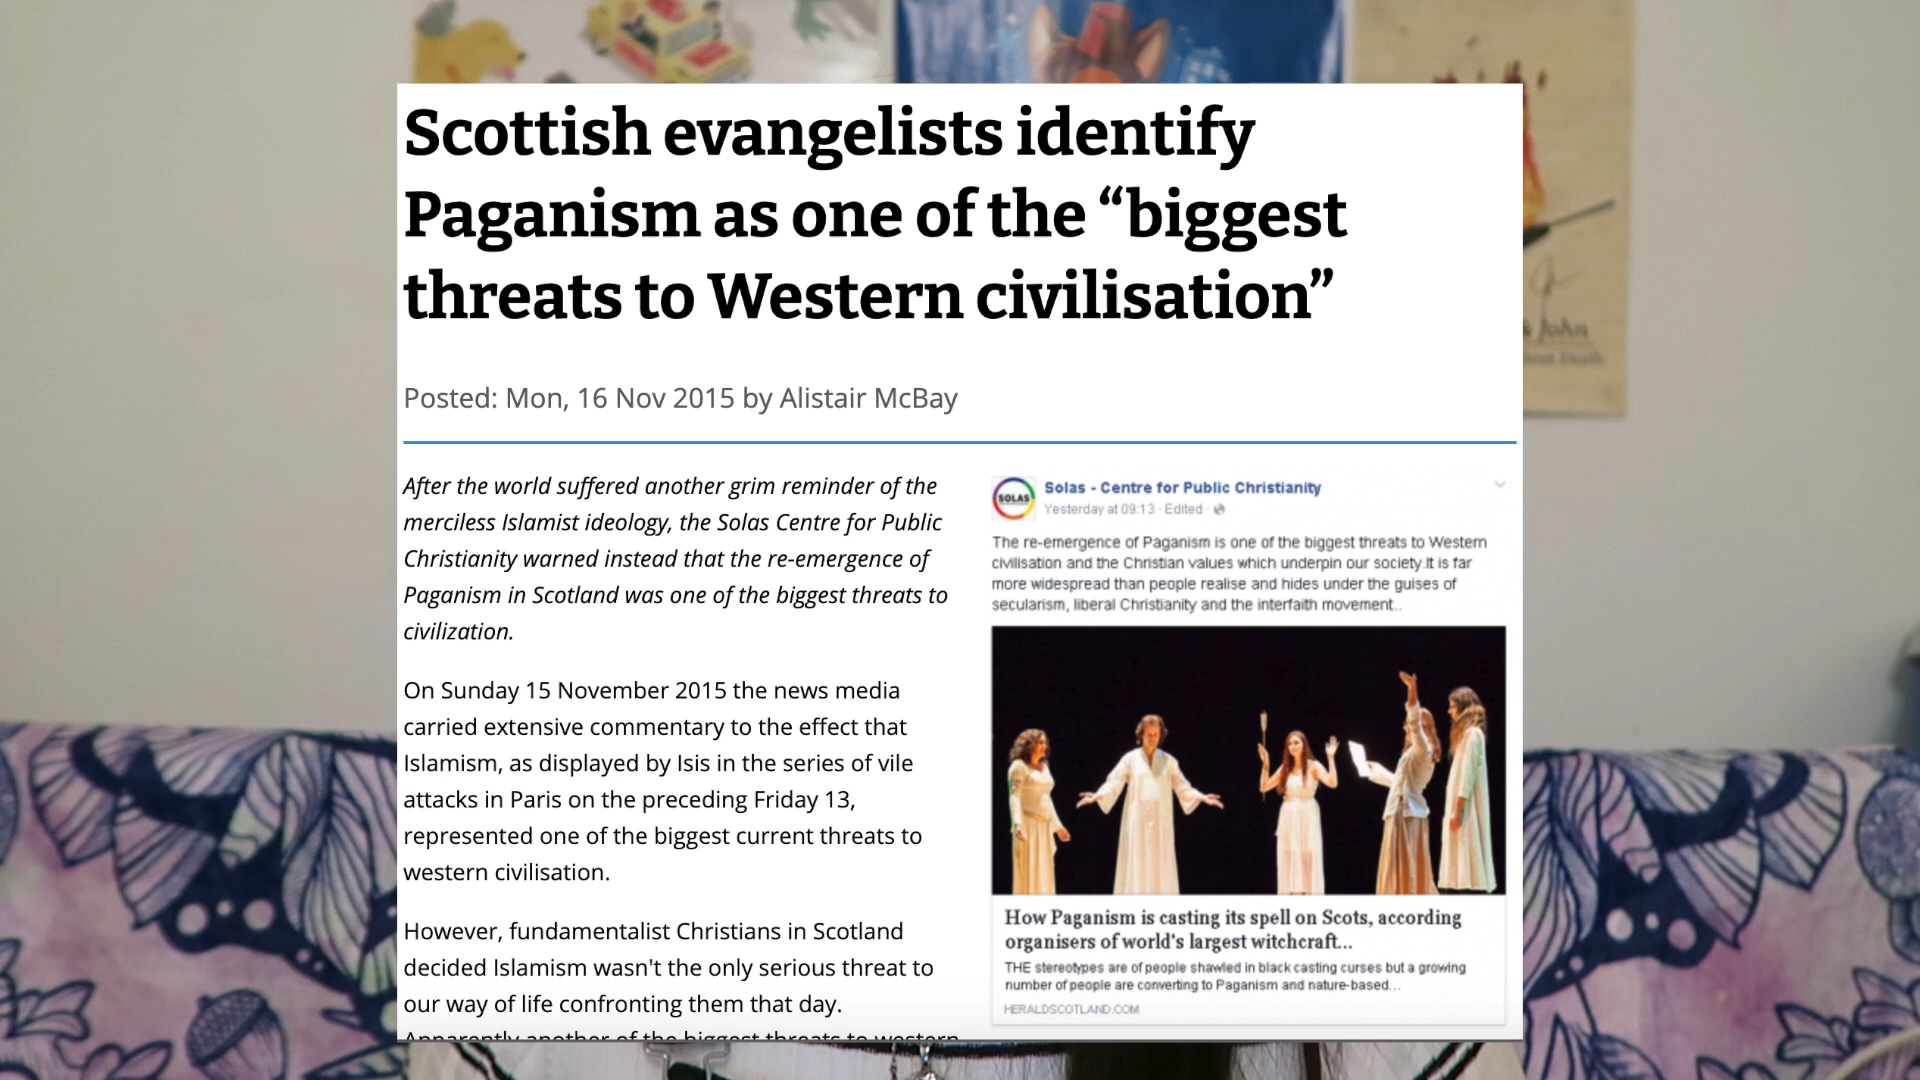 Scottish evangelists identify
Paganism as one of the “biggest
threats to Western civilisation”
Posted: Mon, 16 Nov 2015 by Alistair McBay
After the world suffered another grim reminder of the
merciless Islamist ideology, the Solas Centre for Public
Christianity warned instead that the re-emergence of
Paganism in Scotland was one of the biggest threats to
civilization.
On Sunday 15 November 2015 the news media
carried extensive commentary to the effect that
Islamism, as displayed by Isis in the series of vile
attacks in Paris on the preceding Friday 13,
represented one of the biggest current threats to
western civilisation.
However, fundamentalist Christians in Scotland
decided Islamism wasn't the only serious threat to
our way of life confronting them that day.
Apparently another of the biggest threats to western
SOLAS
Solas - Centre for Public Christianity
Yesterday at 09:13 · Edited ·
The re-emergence of Paganism is one of the biggest threats to Western
civilisation and the Christian values which underpin our society.It is far
more widespread than people realise and hides under the guises of
secularism, liberal Christianity and the interfaith movement..
How Paganism is casting its spell on Scots, according
organisers of world's largest witchcraft...
THE stereotypes are of people shawled in black casting curses but a growing
number of people are converting to Paganism and nature-based...
HERALDSCOTLAND.COM
John
Death